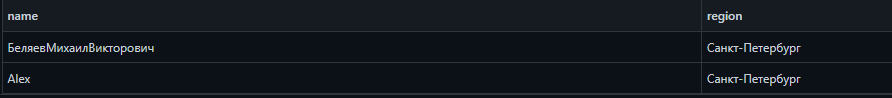 name region
БеляевМихаилВикторович Санкт-Петербург
Alex Санкт-Петербург